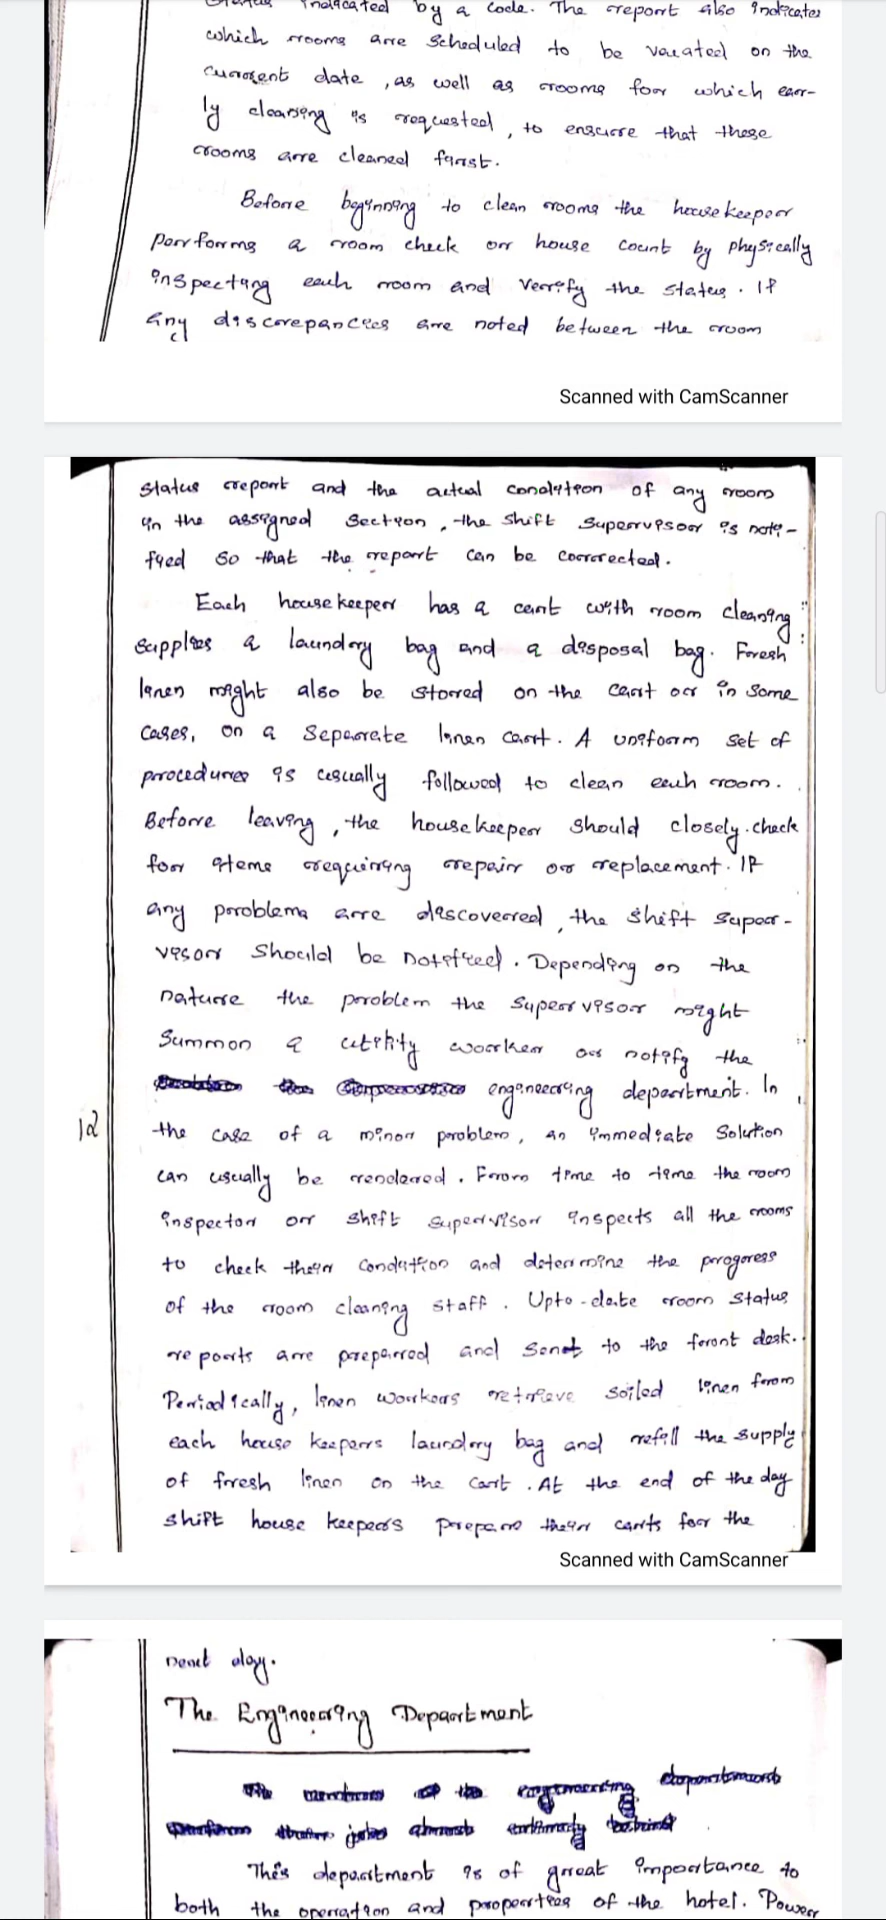 indicated by a code. The report also indicates
which rooms are scheduled to be vacated on the
current date, as well as rooms for which ear-
ly cleaning is requested, to ensure that these
rooms are cleaned first.
Before beginning to clean rooms the housekeeper
performs a room check or house count by physically
inspecting each room and verify the status. If
any discrepancies are noted between the room
Scanned with CamScanner
status report and the actual condition of any room
in the assigned section, the shift supervisor is noti-
fied so that the report can be corrected.
Each housekeeper has a cart with room cleaning
supplies a laundry bag and a disposal bag. Fresh
linen might also be stored on the cart or in some
cases, on a separate linen cart. A uniform set of
procedures is usually followed to clean each room.
Before leaving, the housekeeper should closely check
for items requiring repair or replacement. If
any problems are discovered, the shift super-
visor should be notified. Depending on the
nature the problem the supervisor might
summon a utility worker or notify the
engineering department. In
12 the case of a minor problem, an immediate solution
can usually be rendered. From time to time the room
inspector or shift supervisor inspects all the rooms
to check their condition and determine the progress
of the room cleaning staff. Upto-date room status
reports are prepared and sent to the front desk.
Periodically, linen workers retrieve soiled linen from
each house keepers laundry bag and refill the supply
of fresh linen on the cart. At the end of the day
shift house keepers prepare their carts for the
Scanned with CamScanner
next day.
The Engineering Department
This department is of great importance to
both the operation and properties of the hotel. Power